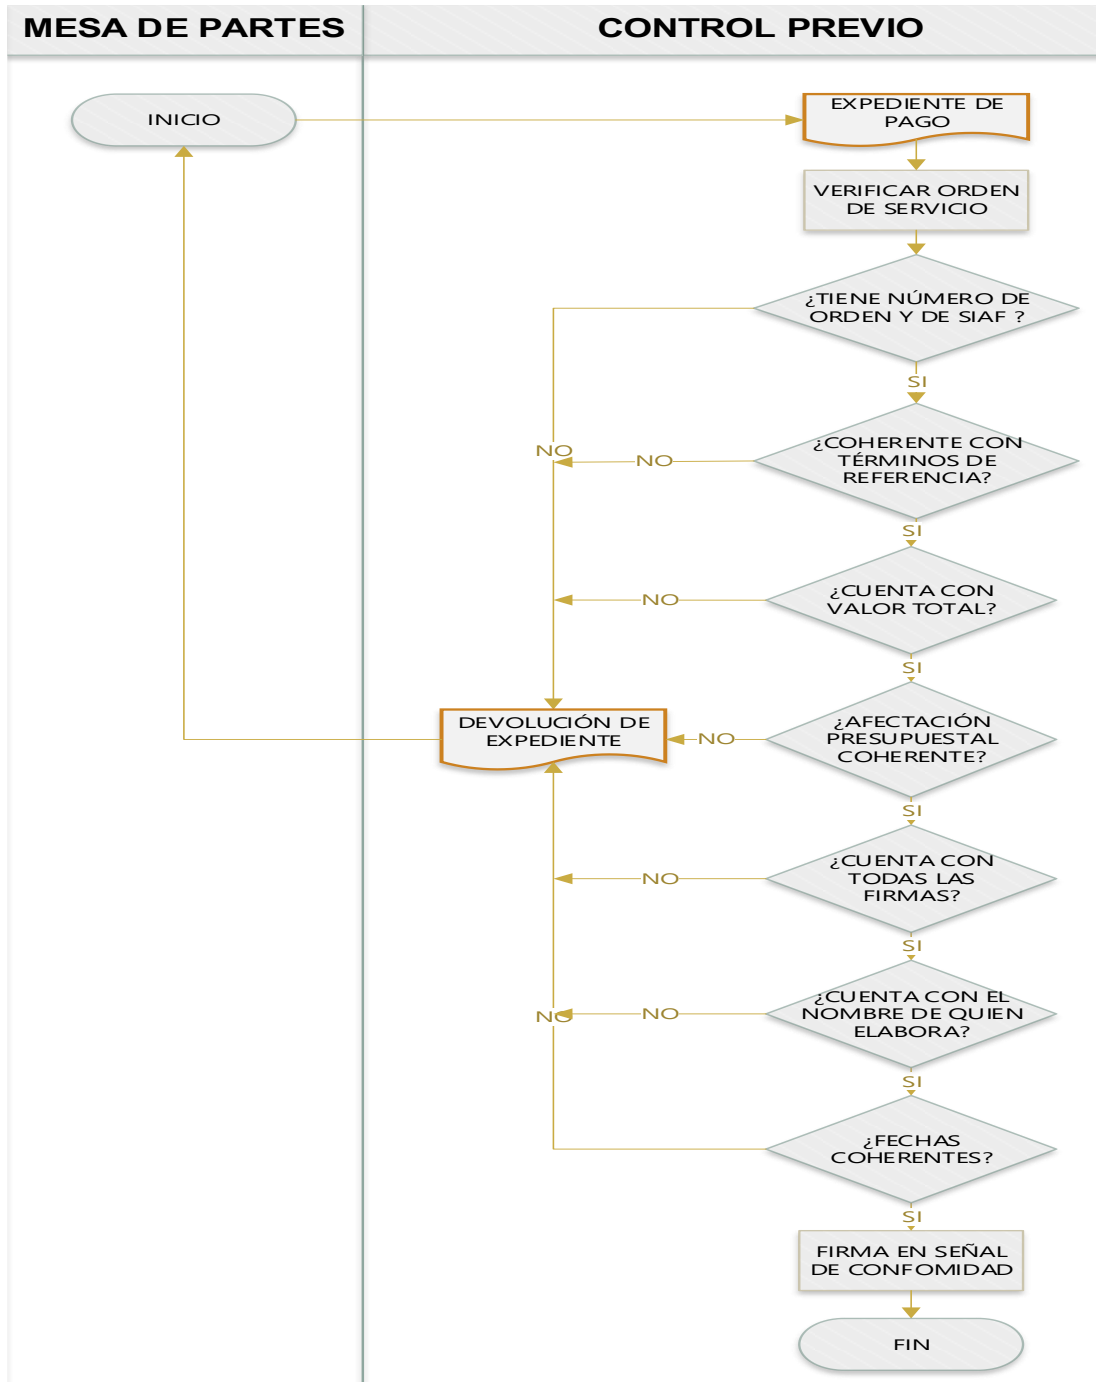 MESA DE PARTES
CONTROL PREVIO
INICIO
EXPEDIENTE DE
PAGO
VERIFICAR ORDEN
DE SERVICIO
¿TIENE NÚMERO DE
ORDEN Y DE SIAF ?
SI
NO
¿COHERENTE CON
TÉRMINOS DE
REFERENCIA?
NO
SI
¿CUENTA CON
VALOR TOTAL?
NO
SI
DEVOLUCIÓN DE
EXPEDIENTE
NO
¿AFECTACIÓN
PRESUPUESTAL
COHERENTE?
SI
¿CUENTA CON
TODAS LAS
FIRMAS?
NO
SI
¿CUENTA CON EL
NOMBRE DE QUIEN
ELABORA?
NO
NO
SI
¿FECHAS
COHERENTES?
SI
FIRMA EN SEÑAL
DE CONFOMIDAD
FIN